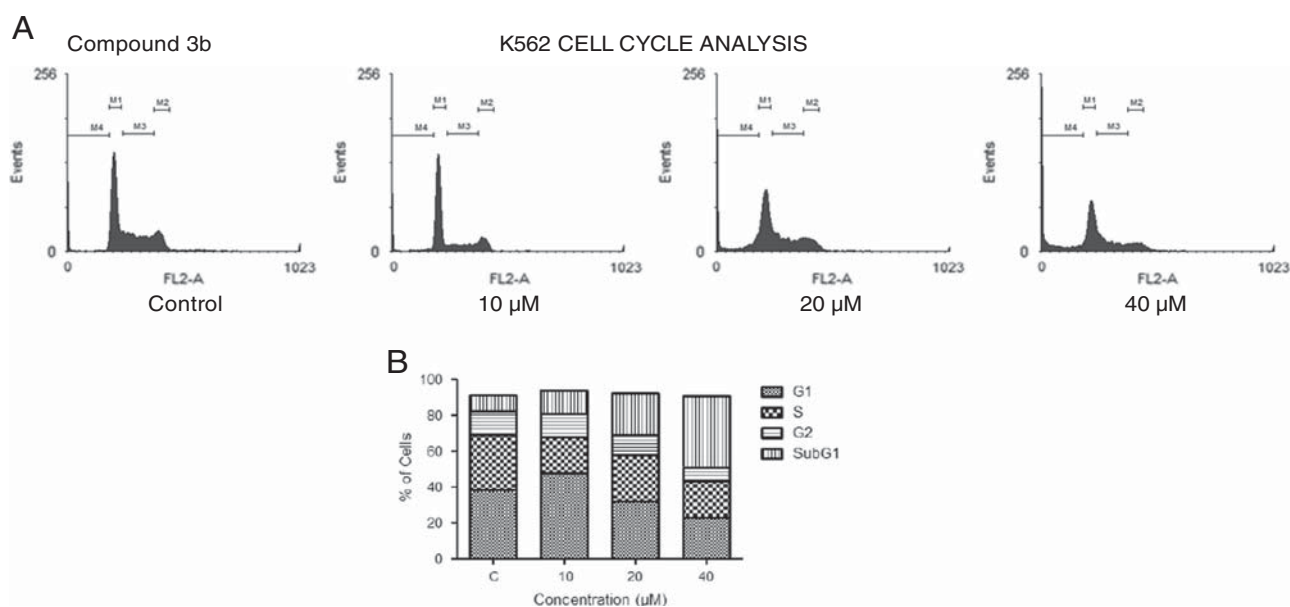 A
Compound 3b
K562 CELL CYCLE ANALYSIS
256
M1
M2
M4
M3
Events
0
0
1023
FL2-A
Control
256
M1
M2
M4
M3
Events
0
0
1023
FL2-A
10 µM
256
M1
M2
M4
M3
Events
0
0
1023
FL2-A
20 µM
256
M1
M2
M4
M3
Events
0
0
1023
FL2-A
40 µM
B
100
80
60
40
20
0
% of Cells
C
10
20
40
Concentration (µM)
G1
S
G2
SubG1